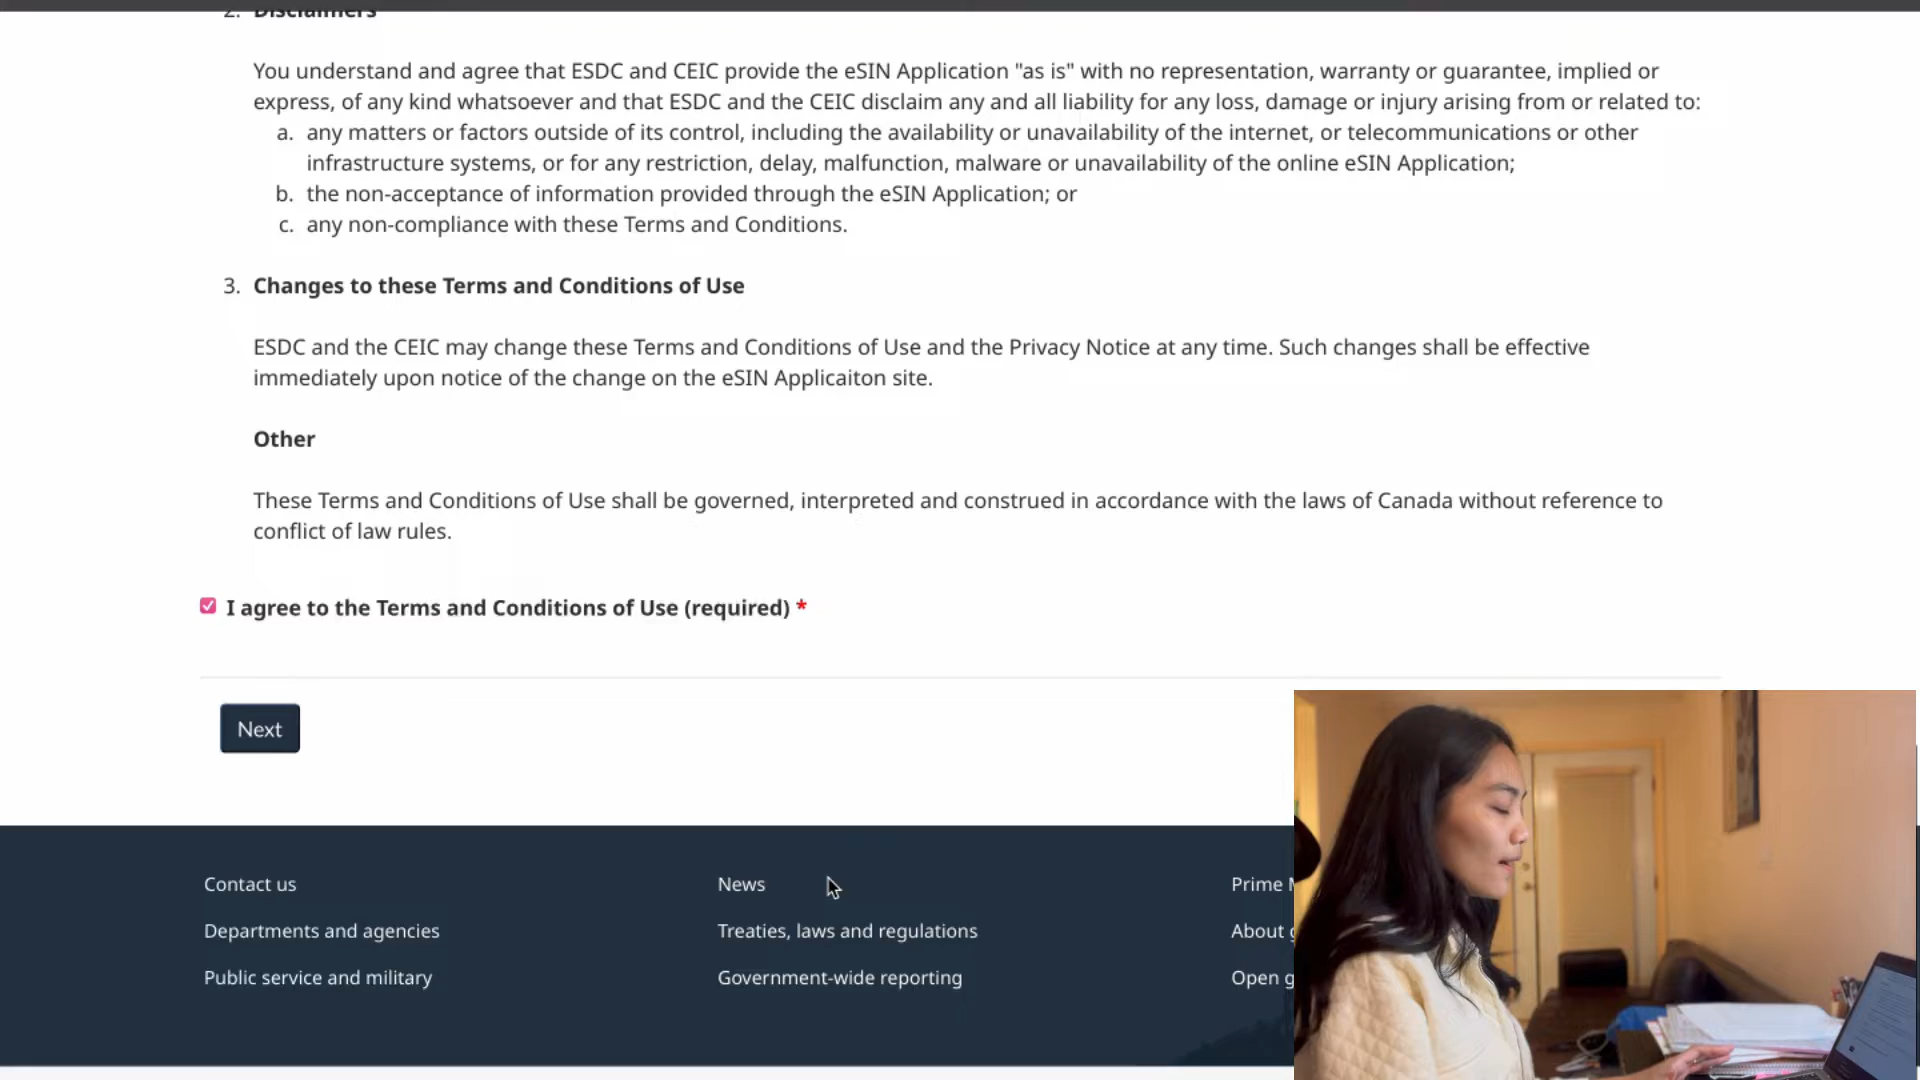 2. Disclaimers
You understand and agree that ESDC and CEIC provide the eSIN Application "as is" with no representation, warranty or guarantee, implied or
express, of any kind whatsoever and that ESDC and the CEIC disclaim any and all liability for any loss, damage or injury arising from or related to:
a. any matters or factors outside of its control, including the availability or unavailability of the internet, or telecommunications or other
infrastructure systems, or for any restriction, delay, malfunction, malware or unavailability of the online eSIN Application;
b. the non-acceptance of information provided through the eSIN Application; or
c. any non-compliance with these Terms and Conditions.
3. Changes to these Terms and Conditions of Use
ESDC and the CEIC may change these Terms and Conditions of Use and the Privacy Notice at any time. Such changes shall be effective
immediately upon notice of the change on the eSIN Applicaiton site.
Other
These Terms and Conditions of Use shall be governed, interpreted and construed in accordance with the laws of Canada without reference to
conflict of law rules.
I agree to the Terms and Conditions of Use (required) *
Next
Contact us
News
Prime
Departments and agencies
Treaties, laws and regulations
About
Public service and military
Government-wide reporting
Open